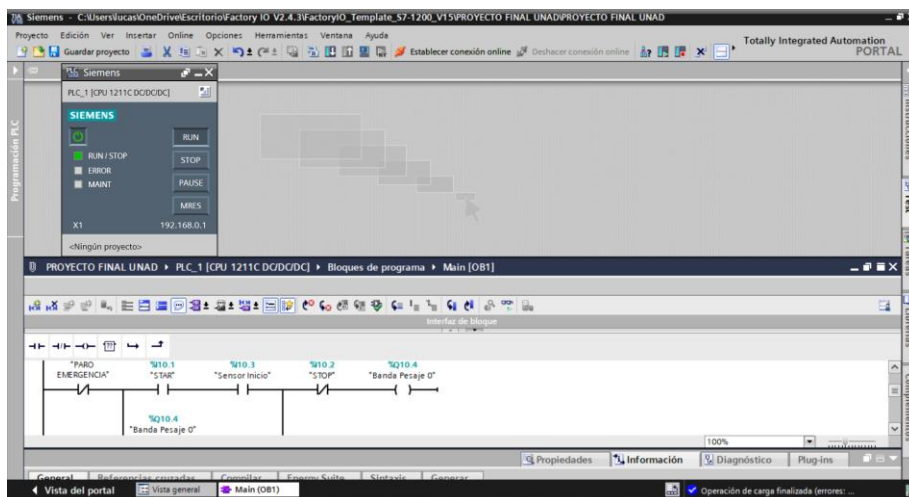 Siemens - C:\Users\lucas\OneDrive\Escritorio\Factory IO V2.4.3\FactoryIO_Template_S7-1200_V15\PROYECTO FINAL UNAD\PROYECTO FINAL UNAD
Proyecto Edición Ver Insertar Online Opciones Herramientas Ventana Ayuda
Guardar proyecto Establecer conexión online Deshacer conexión online
Totally Integrated Automation
PORTAL
Siemens
PLC_1 [CPU 1211C DC/DC/DC]
SIEMENS
RUN
RUN / STOP
STOP
ERROR
MAINT
PAUSE
MRES
X1 192.168.0.1
<Ningún proyecto>
Programación PLC
PROYECTO FINAL UNAD PLC_1 [CPU 1211C DC/DC/DC] Bloques de programa Main [OB1]
Interfaz de bloque
"PARO EMERGENCIA"
%I10.1 "STAR"
%I10.3 "Sensor Inicio"
%I10.2 "STOP"
%Q10.4 "Banda Pesaje 0"
%Q10.4
"Banda Pesaje 0"
100%
Propiedades Información Diagnóstico Plug-ins
General Referencias cruzadas Compilar Energy Suite Sintaxis Generar
Vista del portal Vista general Main (OB1) Operación de carga finalizada (errores: ...